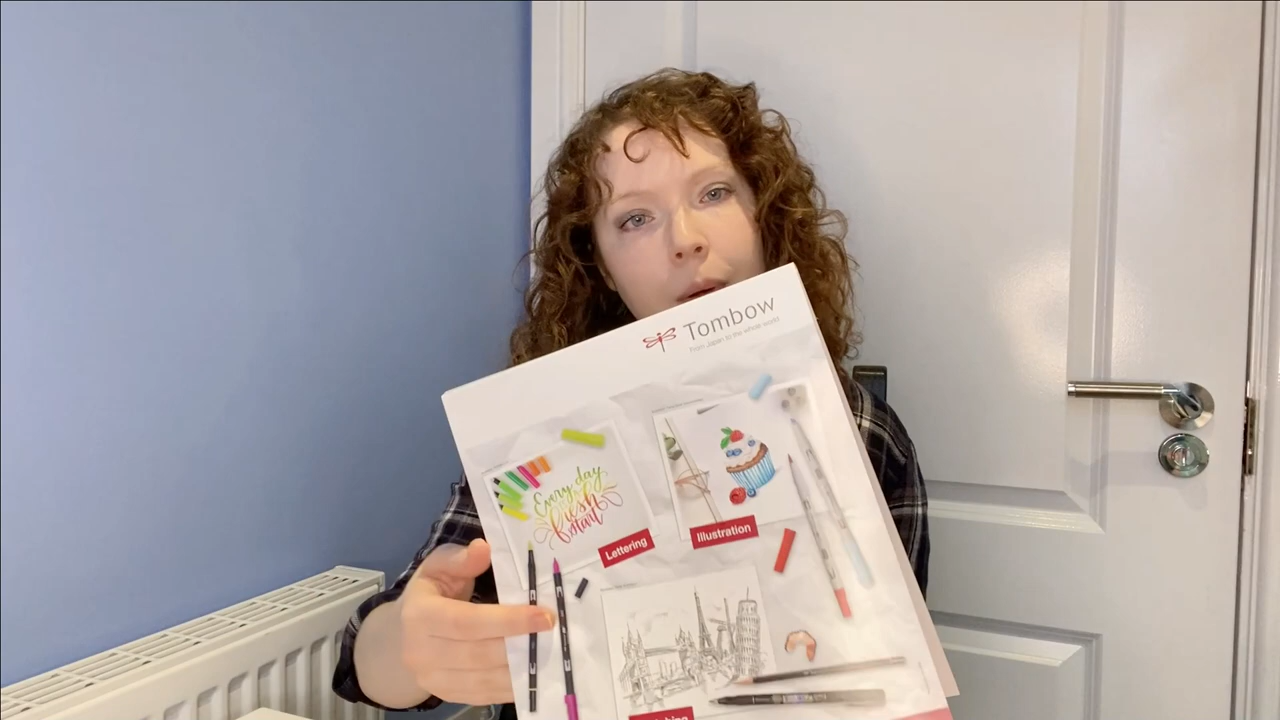 Tombow
From Japan to the whole world
Every day
fresh
start
Lettering
Illustration